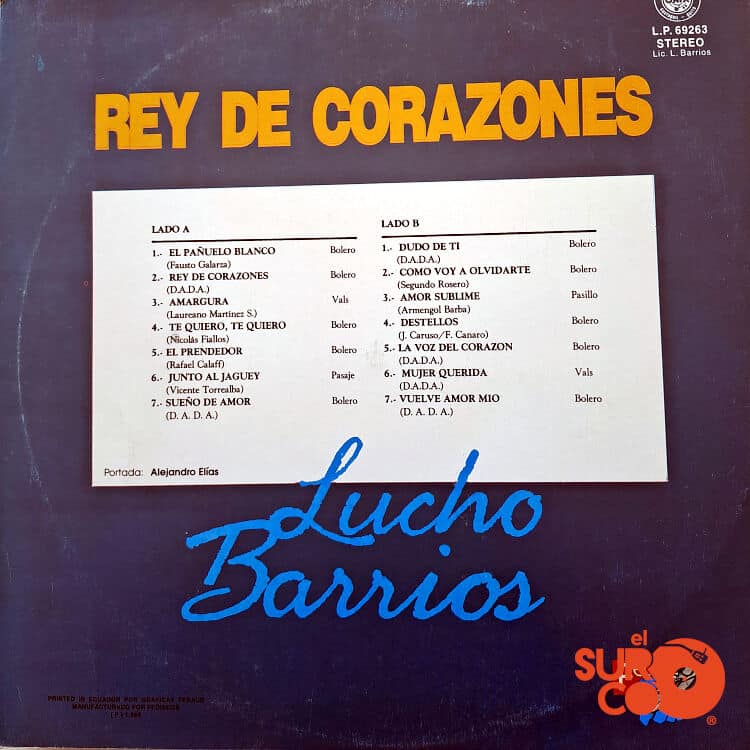 L.P. 69263
STEREO
Lic. L. Barrios
REY DE CORAZONES
LADO A
1.- EL PAÑUELO BLANCO Bolero
(Fausto Galarza)
2.- REY DE CORAZONES Bolero
(D.A.D.A.)
3.- AMARGURA Vals
(Laureano Martínez S.)
4.- TE QUIERO, TE QUIERO Bolero
(Nicolás Fiallos)
5.- EL PRENDEDOR Bolero
(Rafael Calaff)
6.- JUNTO AL JAGUEY Pasaje
(Vicente Torrealba)
7.- SUEÑO DE AMOR Bolero
(D. A. D. A.)
LADO B
1.- DUDO DE TI Bolero
(D.A.D.A.)
2.- COMO VOY A OLVIDARTE Bolero
(Segundo Rosero)
3.- AMOR SUBLIME Pasillo
(Armengol Barba)
4.- DESTELLOS Bolero
(J. Caruso/F. Canaro)
5.- LA VOZ DEL CORAZON Bolero
(D.A.D.A.)
6.- MUJER QUERIDA Vals
(D.A.D.A.)
7.- VUELVE AMOR MIO Bolero
(D. A. D. A.)
Portada: Alejandro Elías
Lucho
Barrios
PRINTED IN ECUADOR POR
MANUFACTURADO POR FEDISCOS
el
SURCO
®